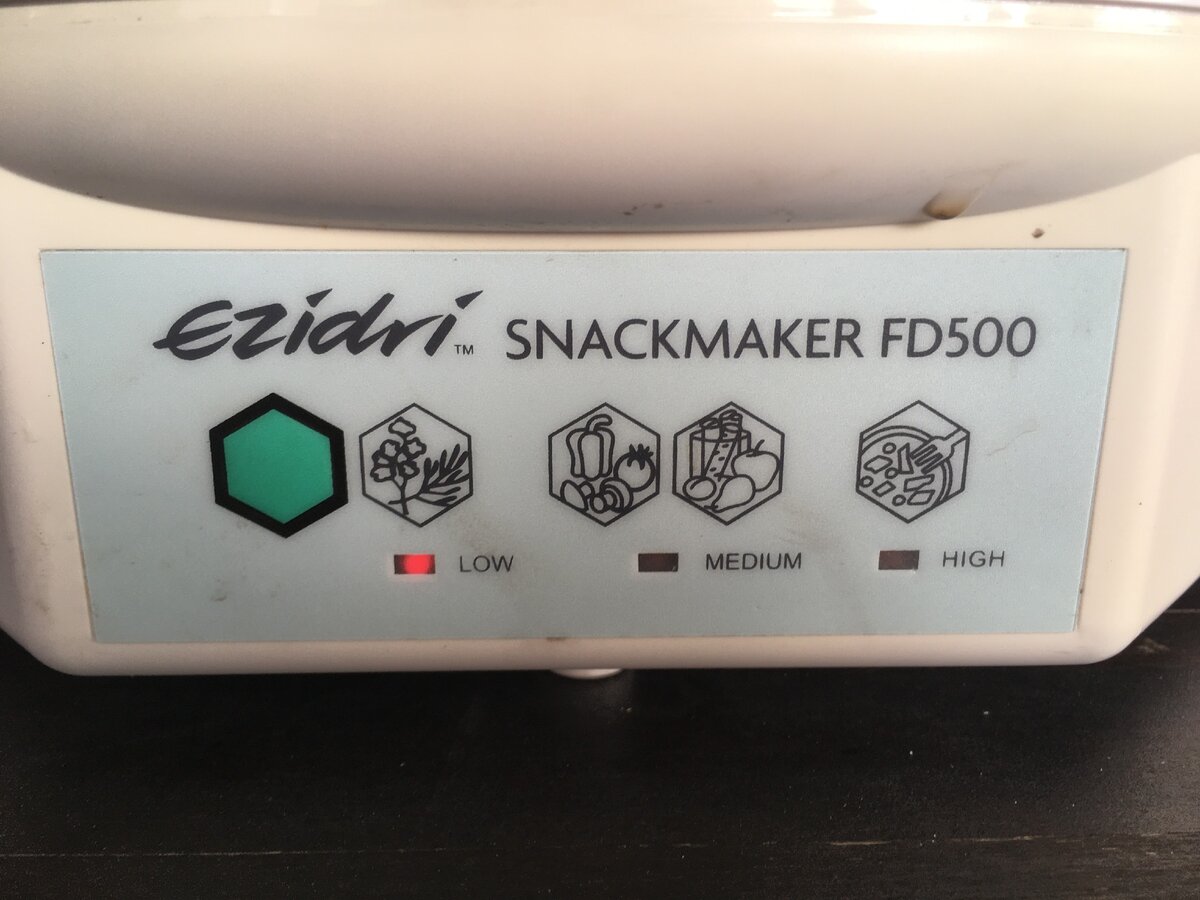 Ezidri™ SNACKMAKER FD500
LOW MEDIUM HIGH